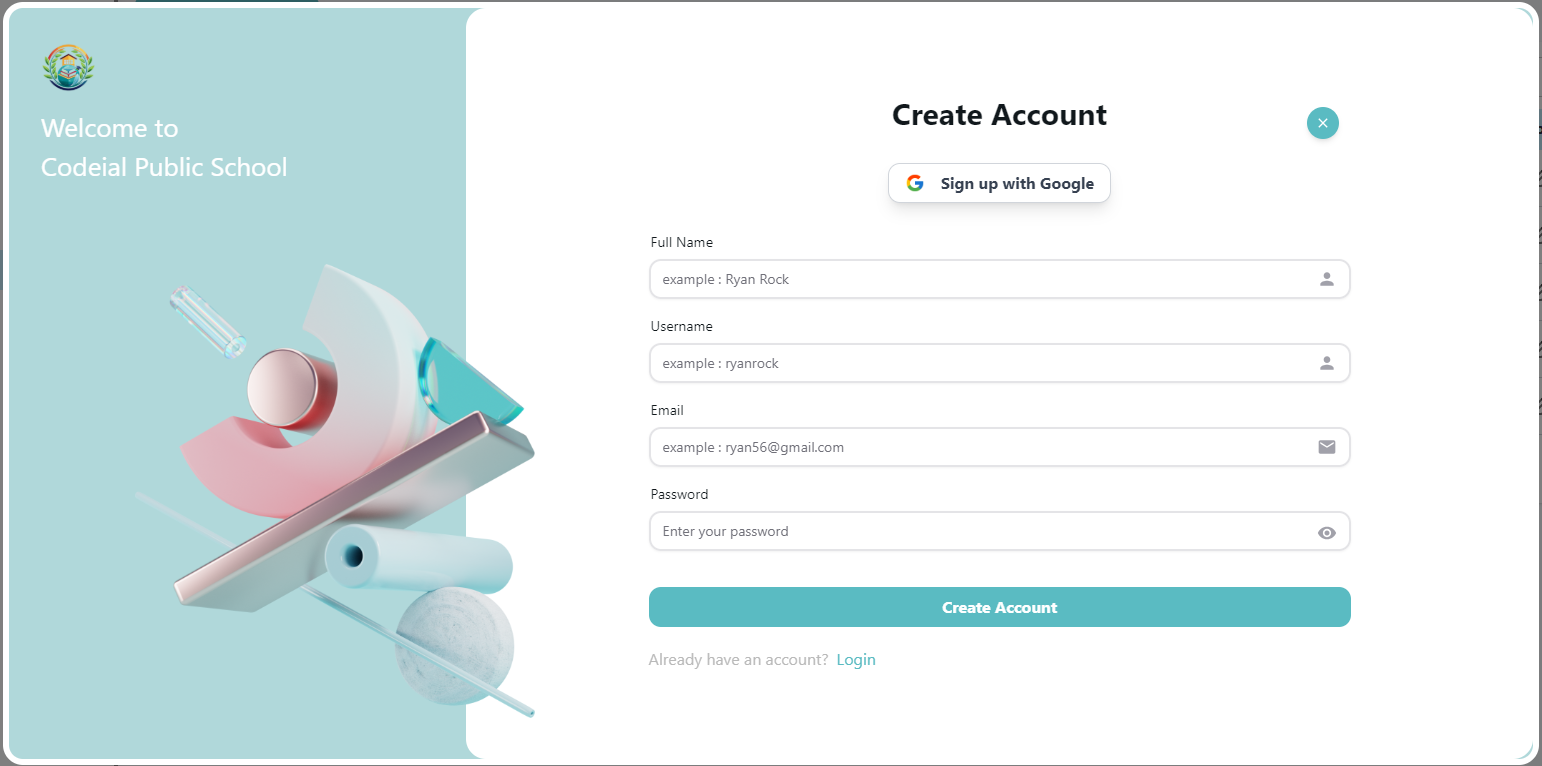 Welcome to
Codeial Public School
Create Account
Sign up with Google
Full Name
example : Ryan Rock
Username
example : ryanrock
Email
example : ryan56@gmail.com
Password
Enter your password
Create Account
Already have an account? Login